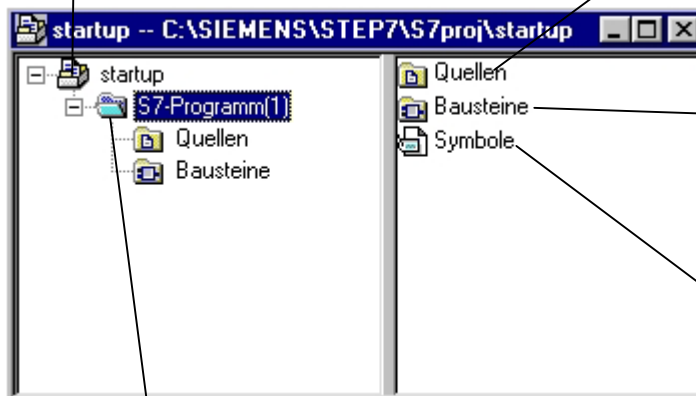 startup -- C:\SIEMENS\STEP7\S7proj\startup
startup
S7-Programm(1)
Quellen
Bausteine
Quellen
Bausteine
Symbole